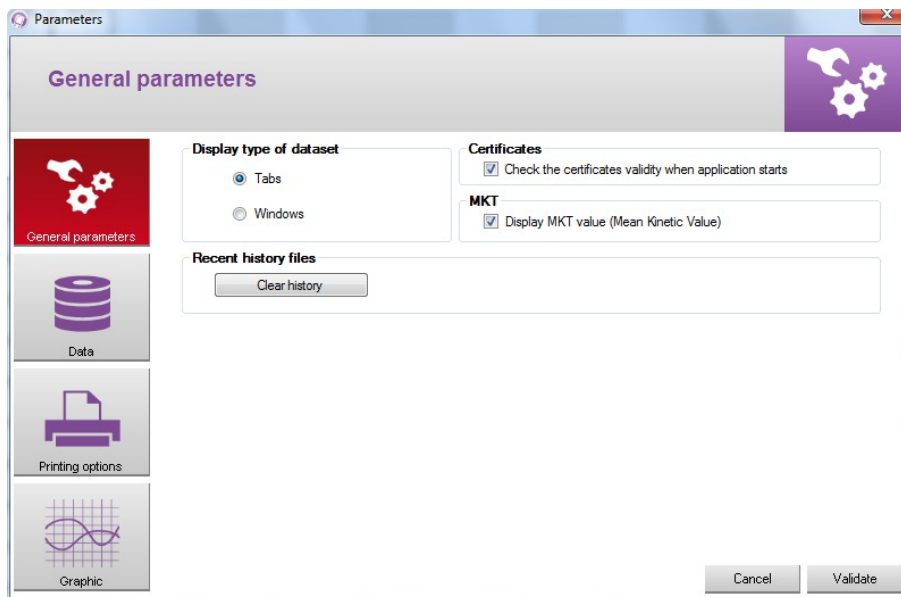 Parameters
General parameters
General parameters
Data
Printing options
Graphic
Display type of dataset
Tabs
Windows
Certificates
Check the certificates validity when application starts
MKT
Display MKT value (Mean Kinetic Value)
Recent history files
Clear history
Cancel
Validate